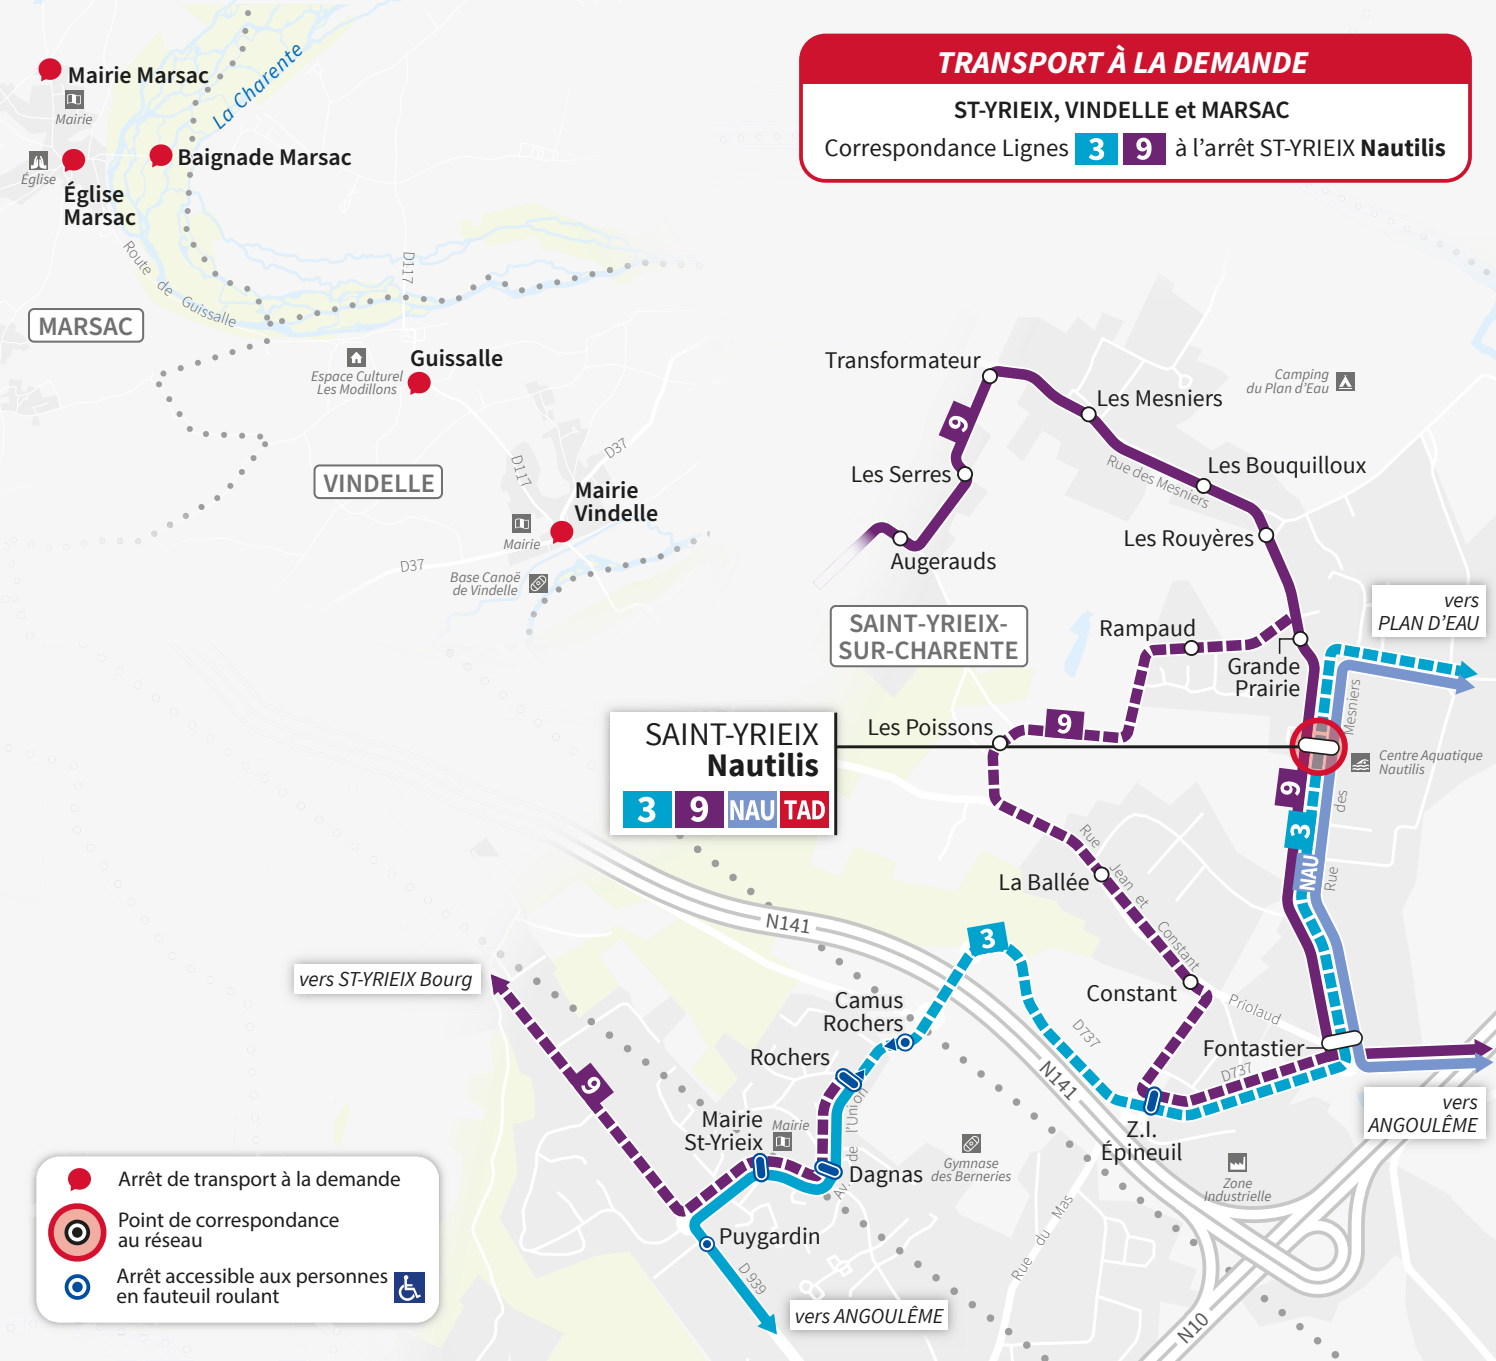 TRANSPORT À LA DEMANDE
ST-YRIEIX, VINDELLE et MARSAC
Correspondance Lignes 3 9 à l'arrêt ST-YRIEIX Nautilis
La Charente
Mairie Marsac
Mairie
Église
Église
Marsac
Baignade Marsac
Route de Guissalle
D117
MARSAC
Guissalle
Espace Culturel
Les Modillons
VINDELLE
D117
D37
Mairie
Vindelle
Mairie
D37
Base Canoë
de Vindelle
Transformateur
9
Les Mesniers
Camping
du Plan d'Eau
Les Serres
Rue des Mesniers
Les Bouquilloux
Les Rouyères
Augerauds
SAINT-YRIEIX-
SUR-CHARENTE
Rampaud
Grande
Prairie
vers
PLAN D'EAU
Les Poissons
9
SAINT-YRIEIX
Nautilis
3 9 NAU TAD
Rue des Mesniers
Centre Aquatique
Nautilis
9
3
NAU
Rue Jean et Constant Priolaud
La Ballée
N141
3
Constant
vers ST-YRIEIX Bourg
Camus
Rochers
Rochers
D737
Fontastier
D737
N141
9
Mairie
St-Yrieix
Mairie
Av. de l'Union
Dagnas
Gymnase
des Berneries
Z.I.
Épineuil
Zone
Industrielle
vers
ANGOULÊME
Puygardin
D 939
Rue du Mas
vers ANGOULÊME
N10
Arrêt de transport à la demande
Point de correspondance
au réseau
Arrêt accessible aux personnes
en fauteuil roulant